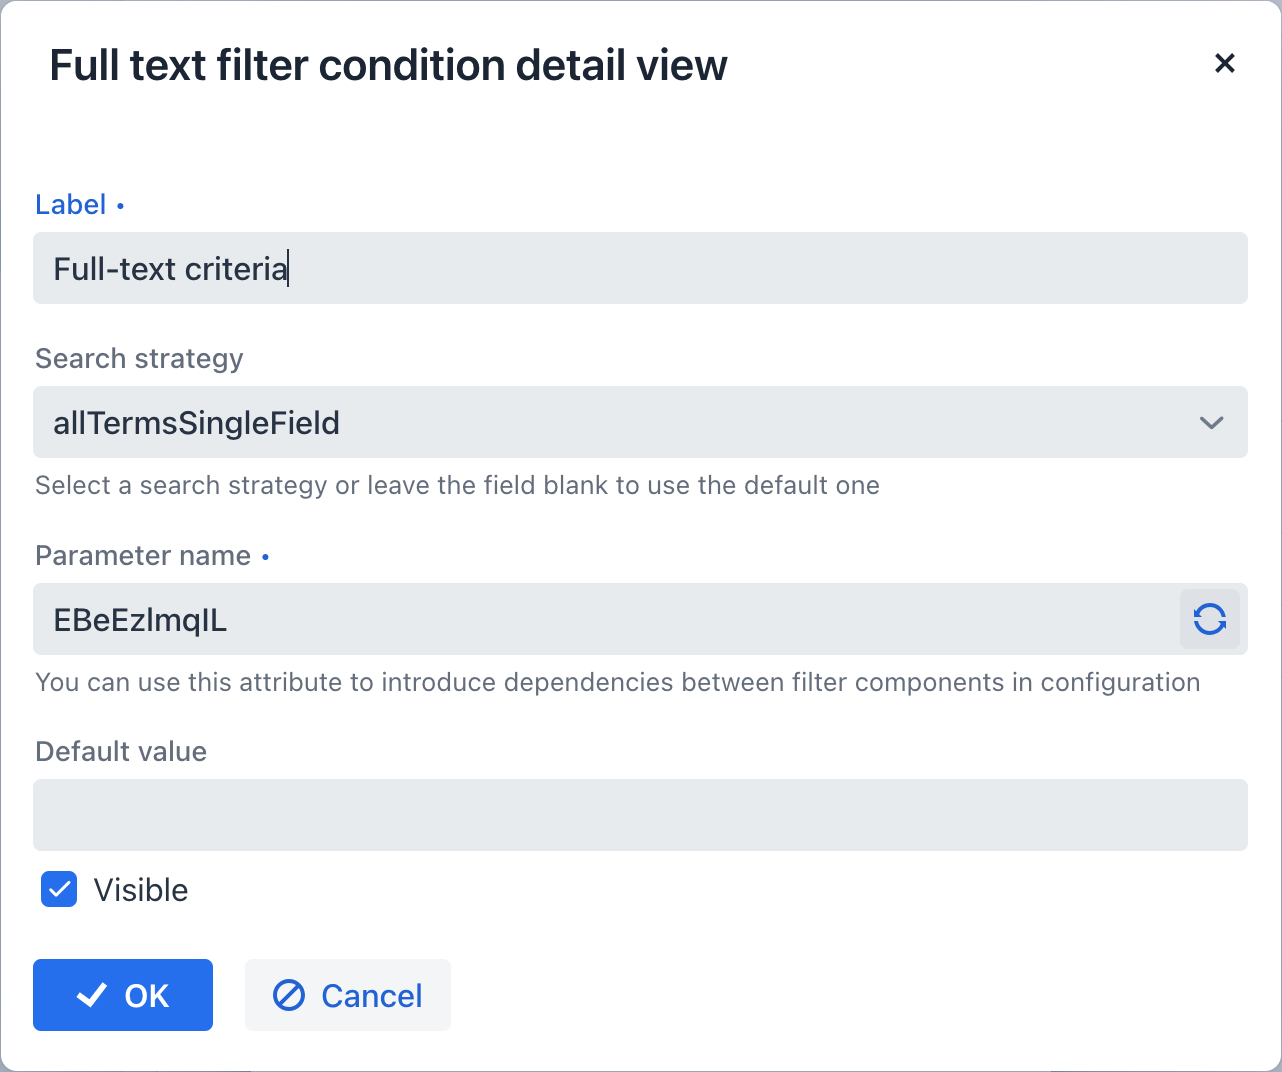 Full text filter condition detail view
Label •
Full-text criteria
Search strategy
allTermsSingleField
Select a search strategy or leave the field blank to use the default one
Parameter name •
EBeEzlmqIL
You can use this attribute to introduce dependencies between filter components in configuration
Default value
Visible
OK Cancel